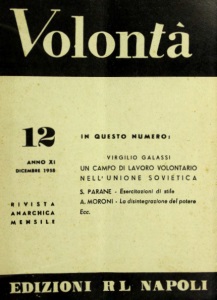 Volontà
12
ANNO XI
DICEMBRE 1958
RIVISTA
ANARCHICA
MENSILE
IN QUESTO NUMERO:
VIRGILIO GALASSI
UN CAMPO DI LAVORO VOLONTARIO
NELL'UNIONE SOVIETICA
S. PARANE - Esercitazioni di stile
A. MORONI - La disintegrazione del potere
Ecc.
EDIZIONI RL NAPOLI